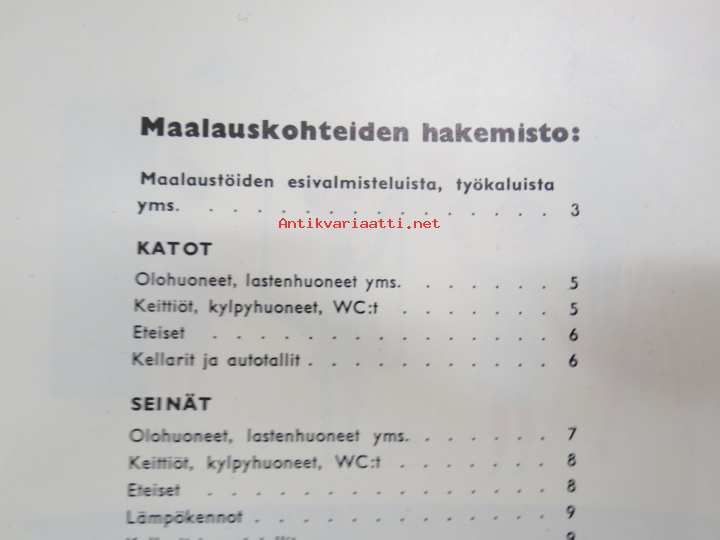 Maalauskohteiden hakemisto:
Maalaustöiden esivalmisteluista, työkaluista
yms. . . . . . . . . . . . . . . . 3
Antikvariaatti.net
KATOT
Olohuoneet, lastenhuoneet yms. . . . . . . 5
Keittiöt, kylpyhuoneet, WC:t . . . . . . . 5
Eteiset . . . . . . . . . . . . . . . 6
Kellarit ja autotallit . . . . . . . . . . . 6
SEINÄT
Olohuoneet, lastenhuoneet yms. . . . . . . 7
Keittiöt, kylpyhuoneet, WC:t . . . . . . . 8
Eteiset . . . . . . . . . . . . . . . 8
Lämpökennot . . . . . . . . . . . . . 9